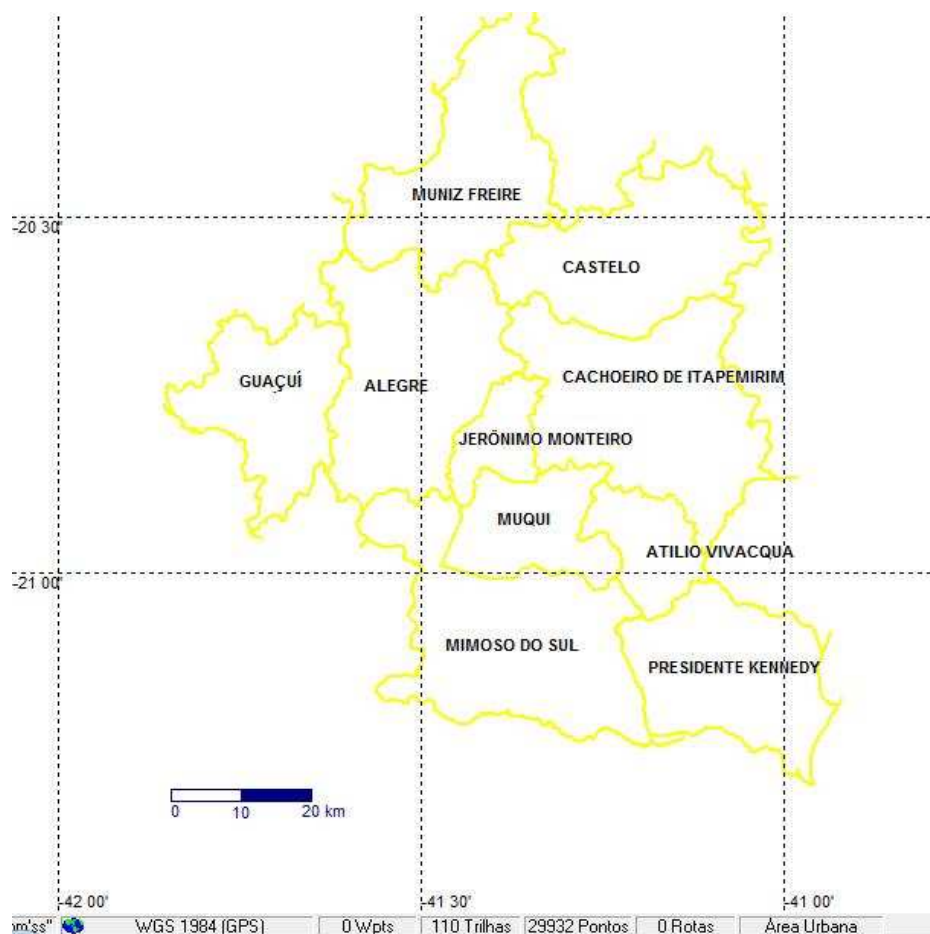 MUNIZ FREIRE
-20 30'
CASTELO
GUAÇUÍ
ALEGRE
CACHOEIRO DE ITAPEMIRIM
JERÔNIMO MONTEIRO
MUQUI
ATILIO VIVACQUA
-21 00'
MIMOSO DO SUL
PRESIDENTE KENNEDY
0 10 20 km
-42 00' -41 30' -41 00'
WGS 1984 (GPS) 0 Wpts 110 Trilhas 29932 Pontos 0 Rotas Área Urbana